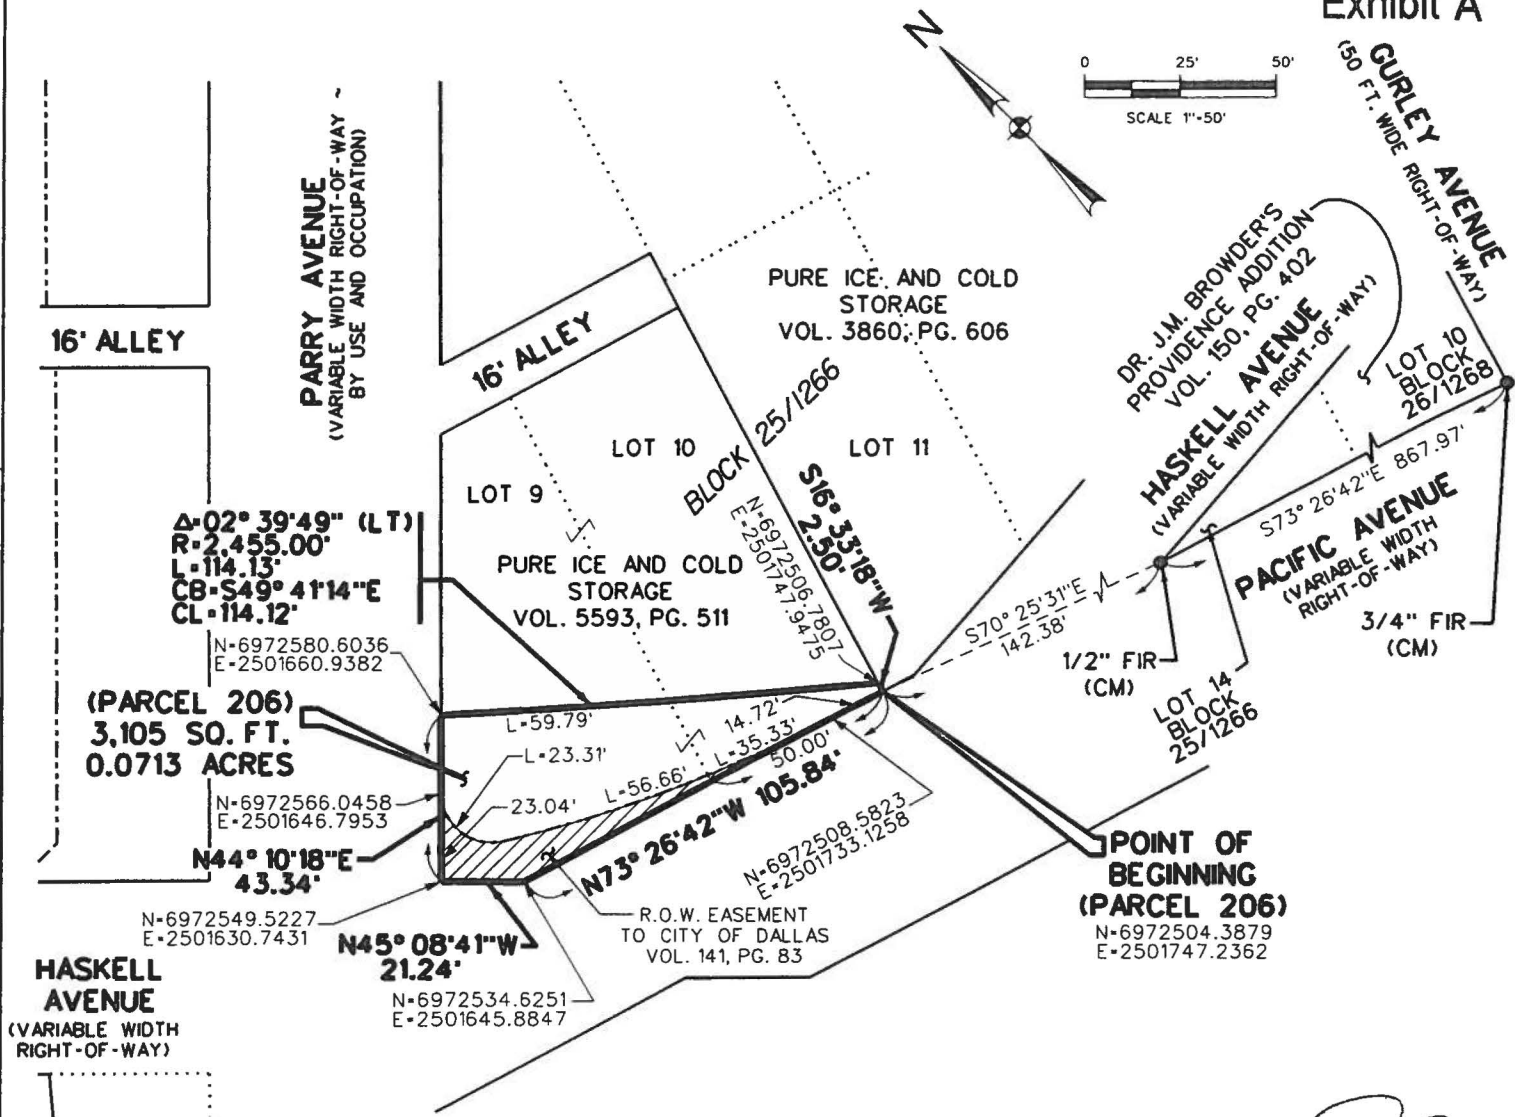 Exhibit A
N
0 25' 50'
SCALE 1"=50'
GURLEY AVENUE
(50 FT. WIDE RIGHT-OF-WAY)
PARRY AVENUE
(VARIABLE WIDTH RIGHT-OF-WAY ~
BY USE AND OCCUPATION)
16' ALLEY
16' ALLEY
PURE ICE AND COLD
STORAGE
VOL. 3860, PG. 606
DR. J.M. BROWDER'S
PROVIDENCE ADDITION
VOL. 150, PG. 402
HASKELL AVENUE
(VARIABLE WIDTH RIGHT-OF-WAY)
LOT 10
BLOCK
26/1268
LOT 10
BLOCK 25/1266
LOT 11
LOT 9
S73° 26'42"E 867.97'
PACIFIC AVENUE
(VARIABLE WIDTH
RIGHT-OF-WAY)
Δ=02° 39'49" (LT)
R=2,455.00'
L=114.13'
CB=S49° 41'14"E
CL=114.12'
PURE ICE AND COLD
STORAGE
VOL. 5593, PG. 511
S16° 33'18"W
2.50'
N=6972506.7807
E=2501747.9475
S70° 25'31"E
142.38'
1/2" FIR
(CM)
3/4" FIR
(CM)
LOT 14
BLOCK
25/1266
N=6972580.6036
E=2501660.9382
(PARCEL 206)
3,105 SQ. FT.
0.0713 ACRES
L=59.79'
L=23.31'
23.04'
L=56.66'
14.72'
L=35.33'
50.00'
N73° 26'42"W 105.84'
N=6972566.0458
E=2501646.7953
N44° 10'18"E
43.34'
N=6972508.5823
E=2501733.1258
POINT OF
BEGINNING
(PARCEL 206)
N=6972504.3879
E=2501747.2362
N=6972549.5227
E=2501630.7431
N45° 08'41"W
21.24'
R.O.W. EASEMENT
TO CITY OF DALLAS
VOL. 141, PG. 83
N=6972534.6251
E=2501645.8847
HASKELL
AVENUE
(VARIABLE WIDTH
RIGHT-OF-WAY)